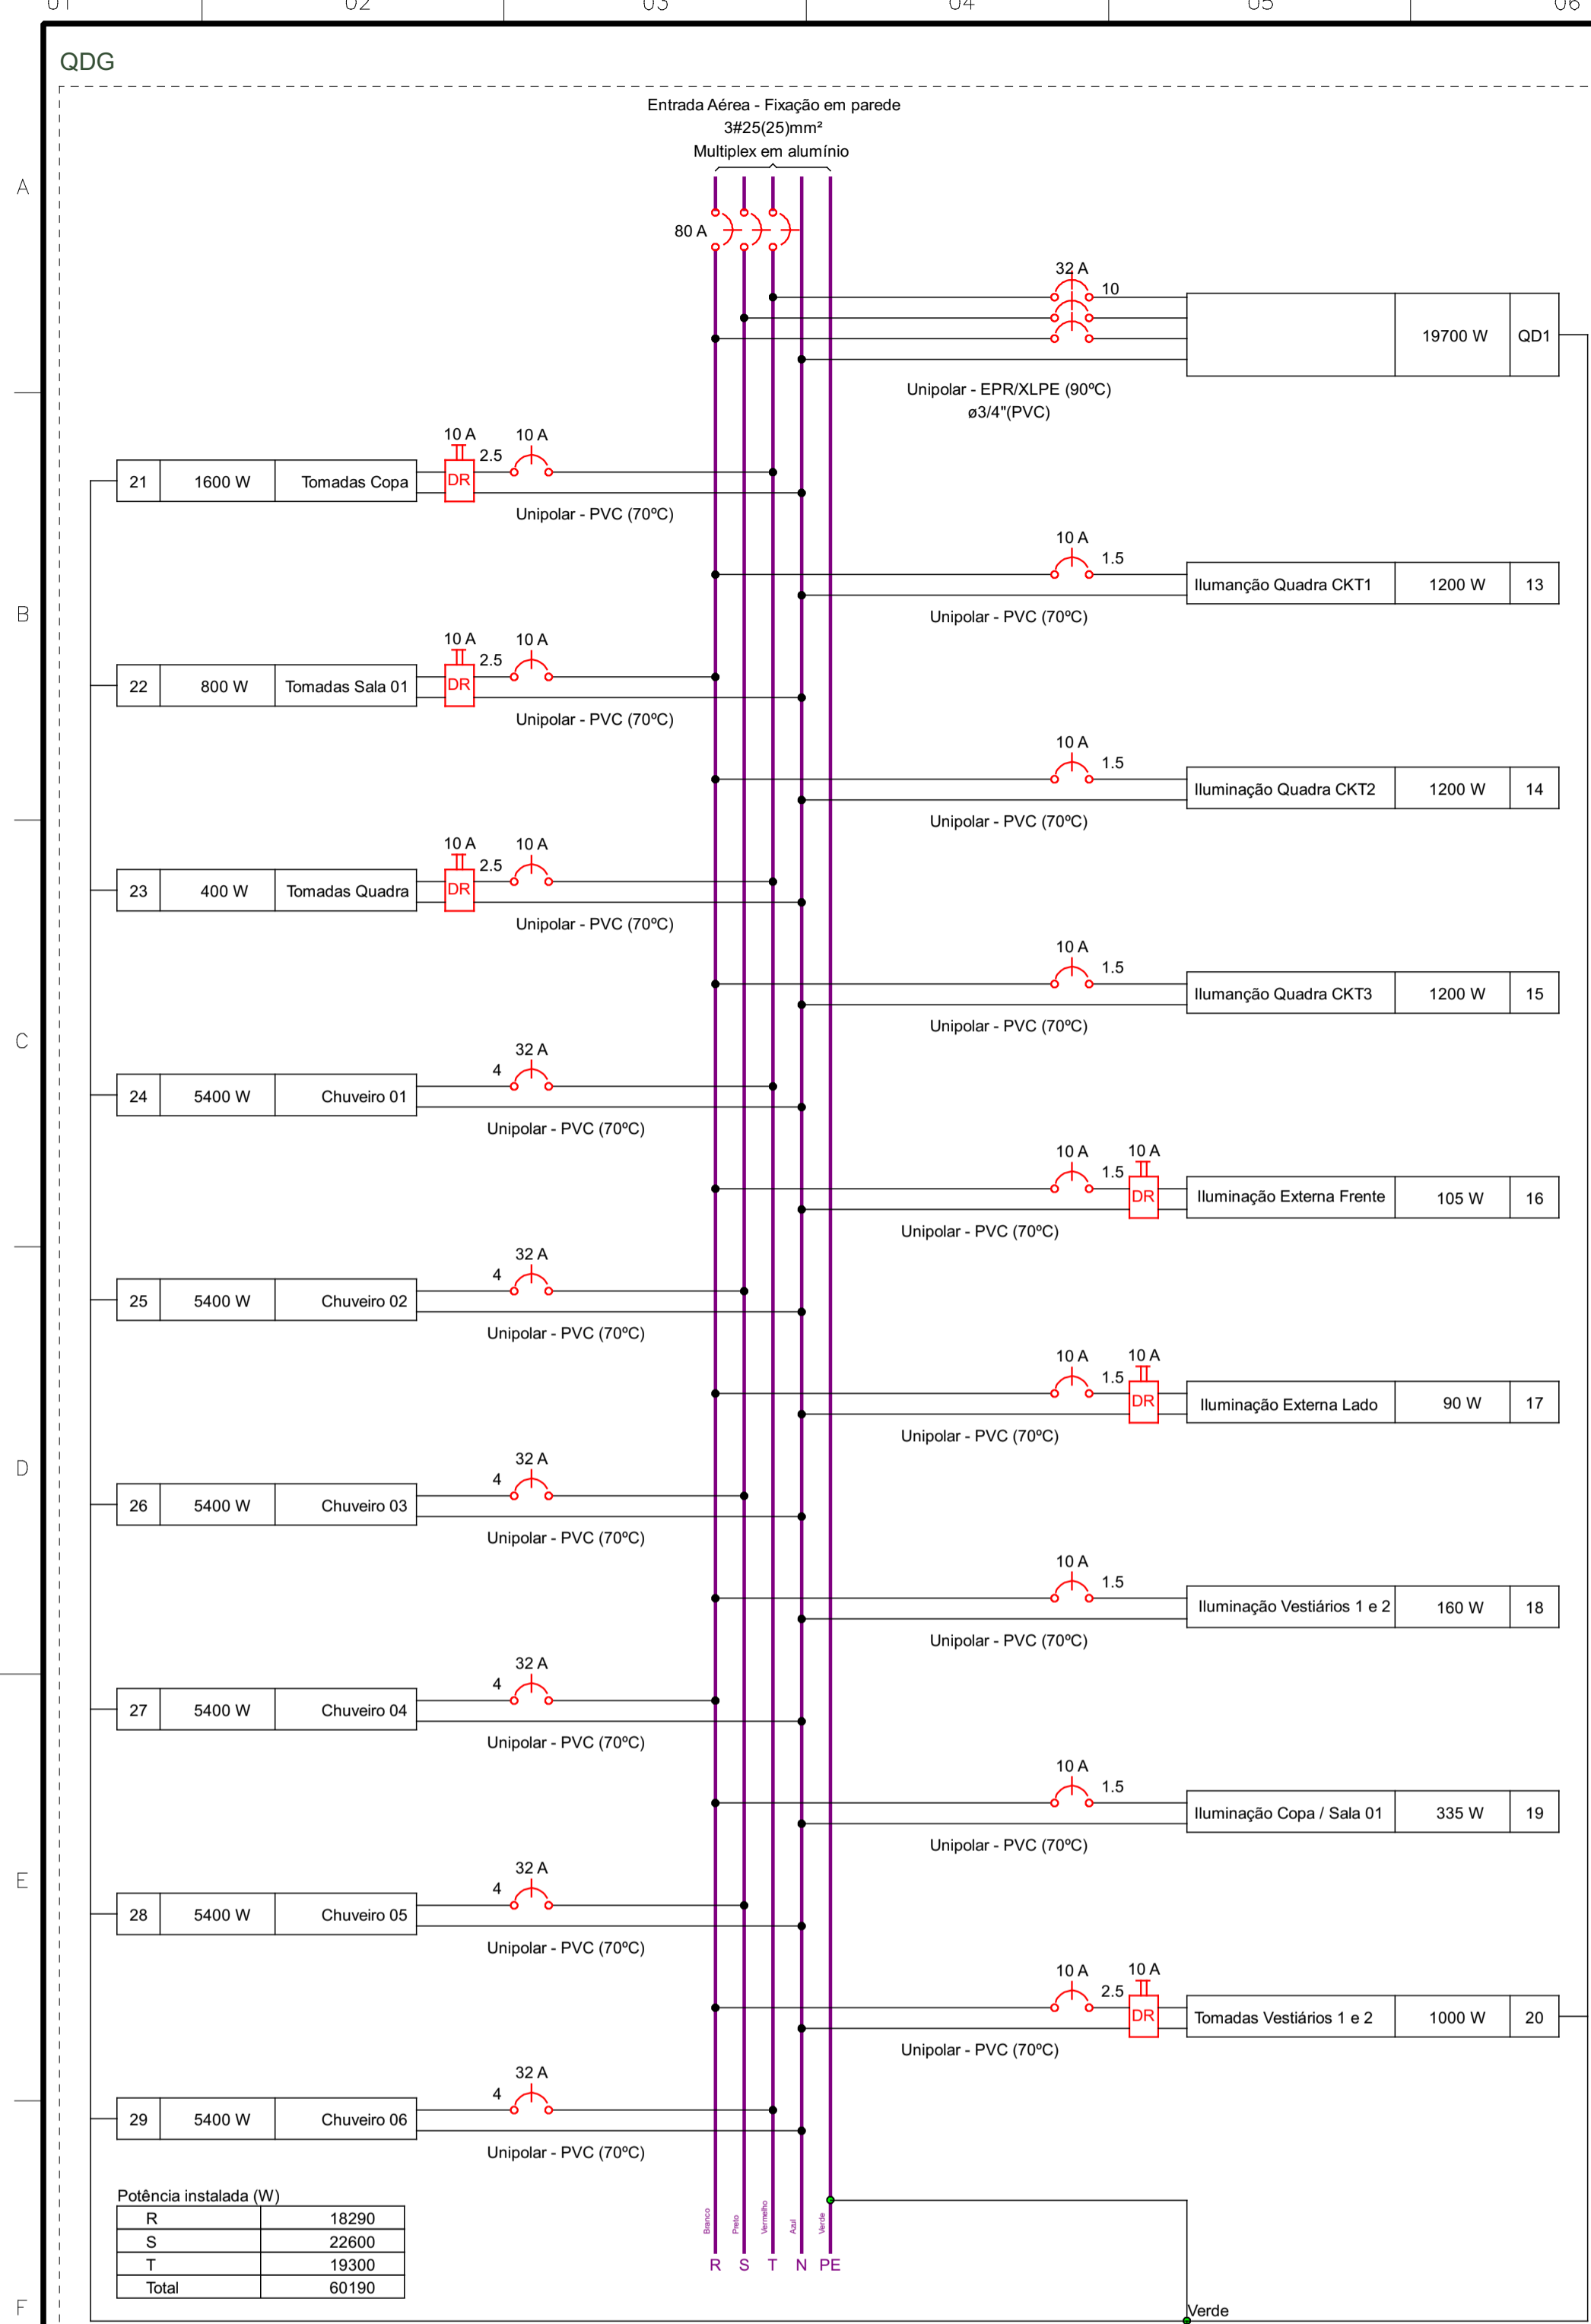 01 02 03 04 05 06
QDG
Entrada Aérea - Fixação em parede
3#25(25)mm²
Multiplex em alumínio
A
80 A
32 A
10
19700 W QD1
Unipolar - EPR/XLPE (90ºC)
ø3/4"(PVC)
10 A 10 A
2.5
21 1600 W Tomadas Copa DR
Unipolar - PVC (70ºC)
10 A
1.5
Ilumanção Quadra CKT1 1200 W 13
B
Unipolar - PVC (70ºC)
10 A 10 A
2.5
22 800 W Tomadas Sala 01 DR
Unipolar - PVC (70ºC)
10 A
1.5
Iluminação Quadra CKT2 1200 W 14
Unipolar - PVC (70ºC)
10 A 10 A
2.5
23 400 W Tomadas Quadra DR
Unipolar - PVC (70ºC)
10 A
1.5
Ilumanção Quadra CKT3 1200 W 15
Unipolar - PVC (70ºC)
C
32 A
4
24 5400 W Chuveiro 01
Unipolar - PVC (70ºC)
10 A 10 A
1.5
DR Iluminação Externa Frente 105 W 16
Unipolar - PVC (70ºC)
32 A
4
25 5400 W Chuveiro 02
Unipolar - PVC (70ºC)
10 A 10 A
1.5
DR Iluminação Externa Lado 90 W 17
Unipolar - PVC (70ºC)
D
32 A
4
26 5400 W Chuveiro 03
Unipolar - PVC (70ºC)
10 A
1.5
Iluminação Vestiários 1 e 2 160 W 18
Unipolar - PVC (70ºC)
32 A
4
27 5400 W Chuveiro 04
Unipolar - PVC (70ºC)
10 A
1.5
Iluminação Copa / Sala 01 335 W 19
Unipolar - PVC (70ºC)
E
32 A
4
28 5400 W Chuveiro 05
Unipolar - PVC (70ºC)
10 A 10 A
2.5
DR Tomadas Vestiários 1 e 2 1000 W 20
Unipolar - PVC (70ºC)
32 A
4
29 5400 W Chuveiro 06
Unipolar - PVC (70ºC)
Potência instalada (W)
R 18290
S 22600
T 19300
Total 60190
Branco Preto Vermelho Azul Verde
R S T N PE
F
Verde